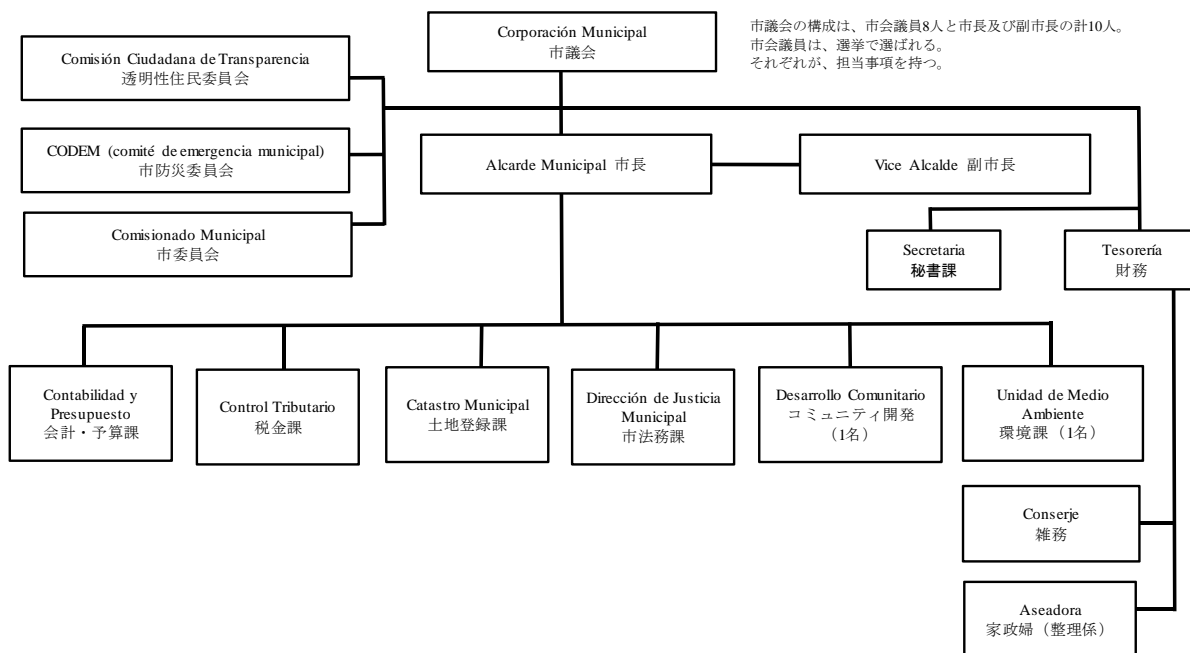 Corporación Municipal
市議会
市議会の構成は、市会議員8人と市長及び副市長の計10人。
市会議員は、選挙で選ばれる。
それぞれが、担当事項を持つ。
Comisión Ciudadana de Transparencia
透明性住民委員会
CODEM (comité de emergencia municipal)
市防災委員会
Alcarde Municipal 市長
Vice Alcalde 副市長
Comisionado Municipal
市委員会
Secretaria
秘書課
Tesorería
財務
Contabilidad y
Presupuesto
会計・予算課
Control Tributario
税金課
Catastro Municipal
土地登録課
Dirección de Justicia
Municipal
市法務課
Desarrollo Comunitario
コミュニティ開発
（1名）
Unidad de Medio
Ambiente
環境課（1名）
Conserje
雑務
Aseadora
家政婦（整理係）